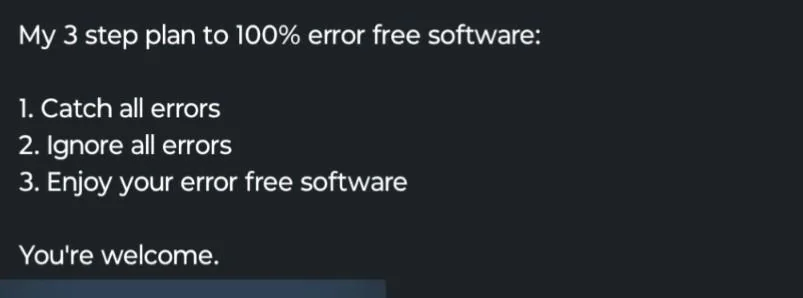 My 3 step plan to 100% error free software:
1. Catch all errors
2. Ignore all errors
3. Enjoy your error free software
You're welcome.